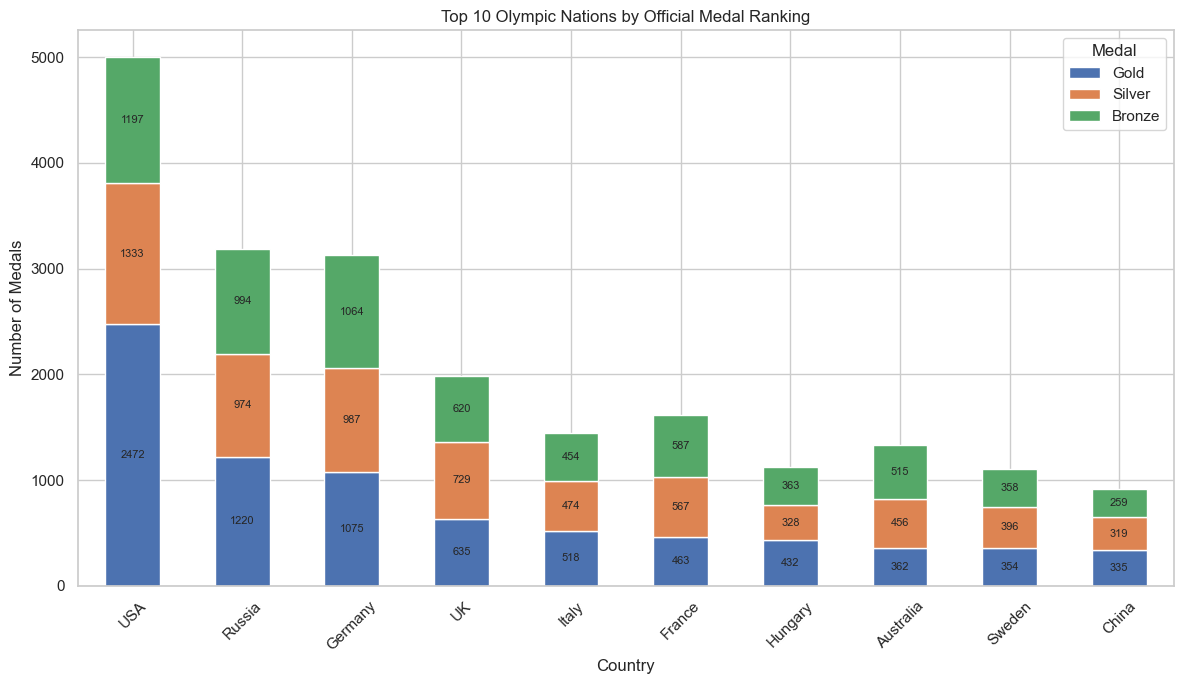 Top 10 Olympic Nations by Official Medal Ranking
Medal
Gold
Silver
Bronze
Number of Medals
5000
4000
3000
2000
1000
0
1197
1333
2472
994
974
1220
1064
987
1075
620
729
635
454
474
518
587
567
463
363
328
432
515
456
362
358
396
354
259
319
335
USA
Russia
Germany
UK
Italy
France
Hungary
Australia
Sweden
China
Country